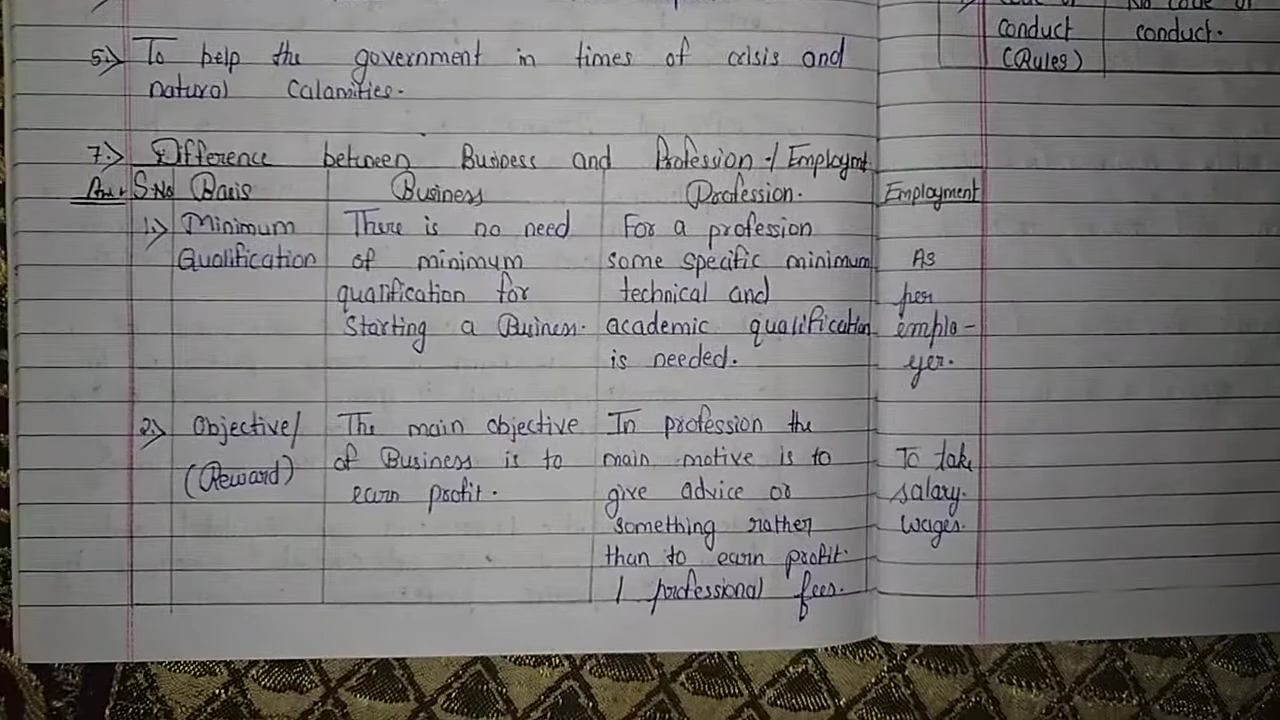 5.) To help the government in times of crisis and
natural Calamities.
7.) Difference between Business and Profession / Employmt
Ans. S.No Basis Business Profession. Employment
1.) Minimum There is no need For a profession
Qualification of minimum some specific minimum As
qualification for technical and per
Starting a Business. academic qualification emplo-
is needed. yer.
2.) Objective/ The main objective In profession the
(Reward) of Business is to main motive is to To take
earn profit. give advice or salary.
something rather wages.
than to earn profit.
/ professional fees.
conduct conduct.
(Rules)